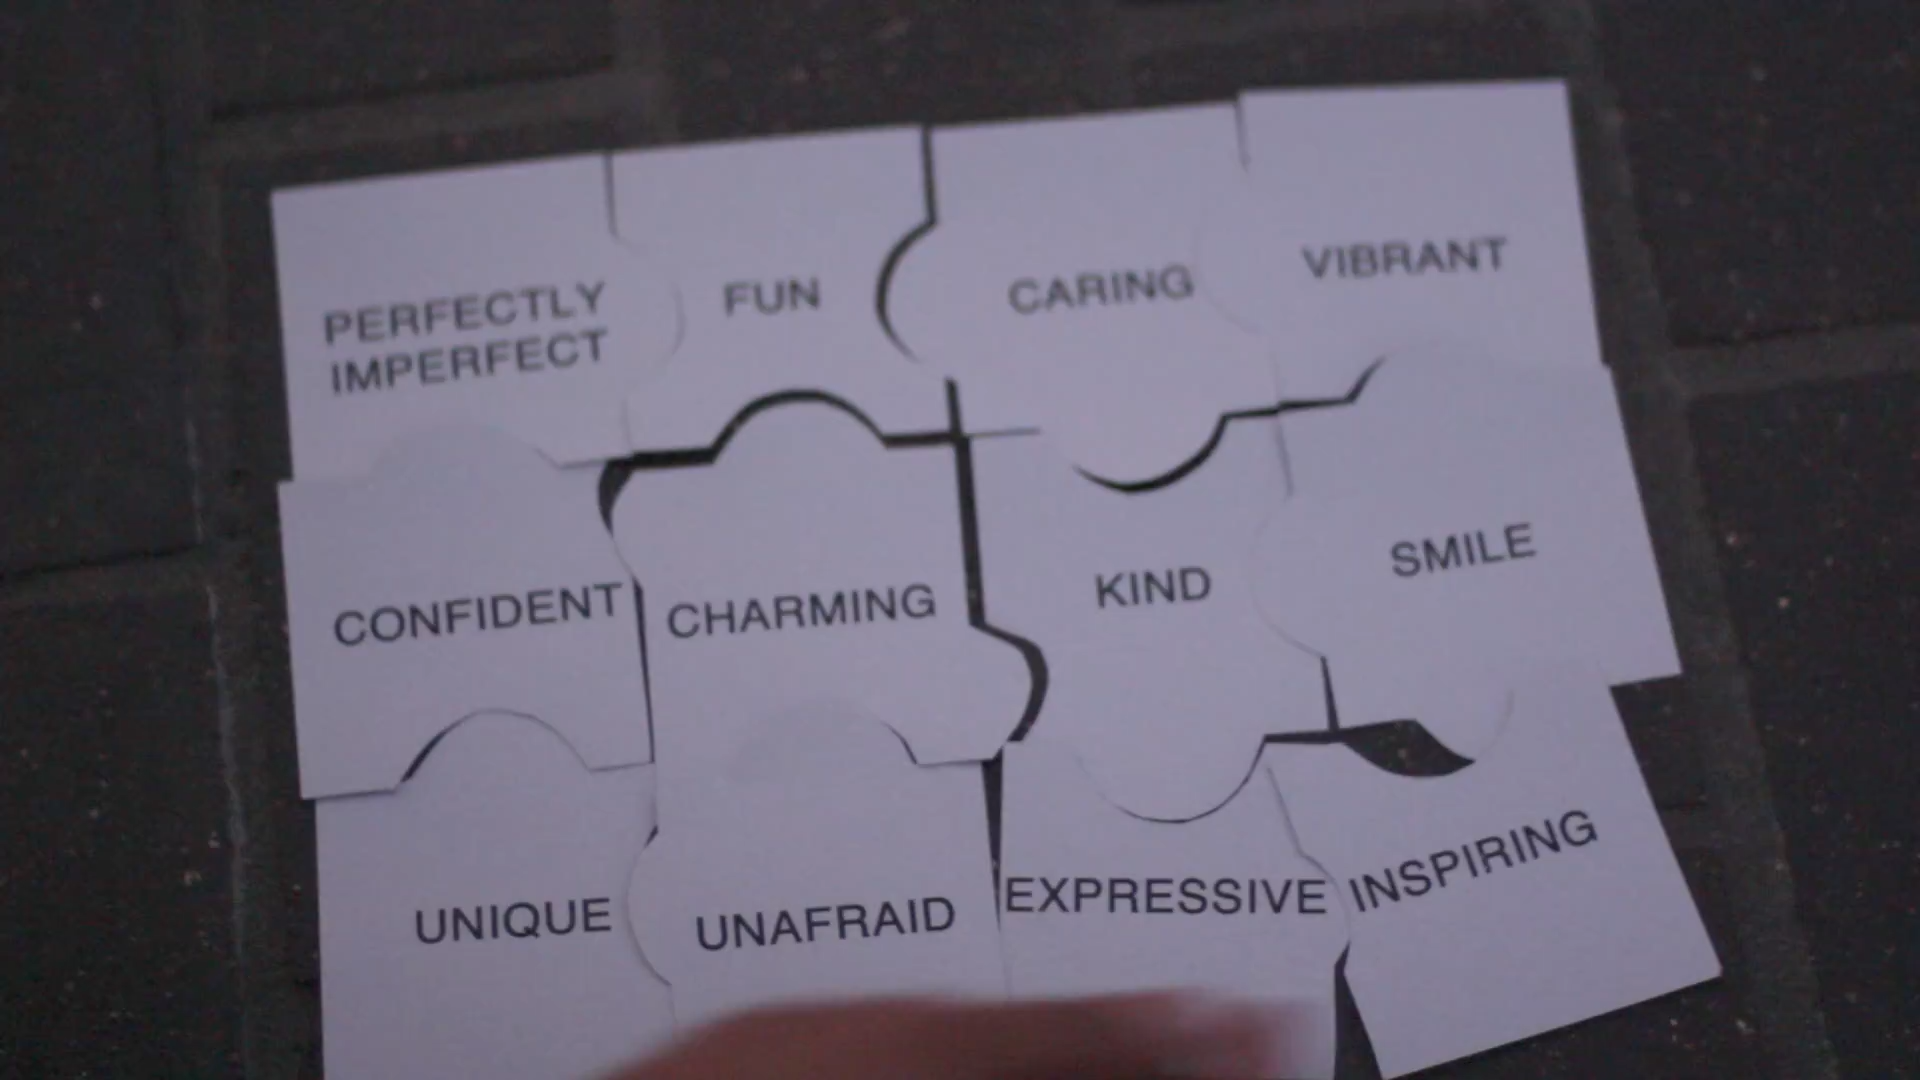 PERFECTLY
IMPERFECT
FUN
CARING
VIBRANT
CONFIDENT
CHARMING
KIND
SMILE
UNIQUE
UNAFRAID
EXPRESSIVE
INSPIRING